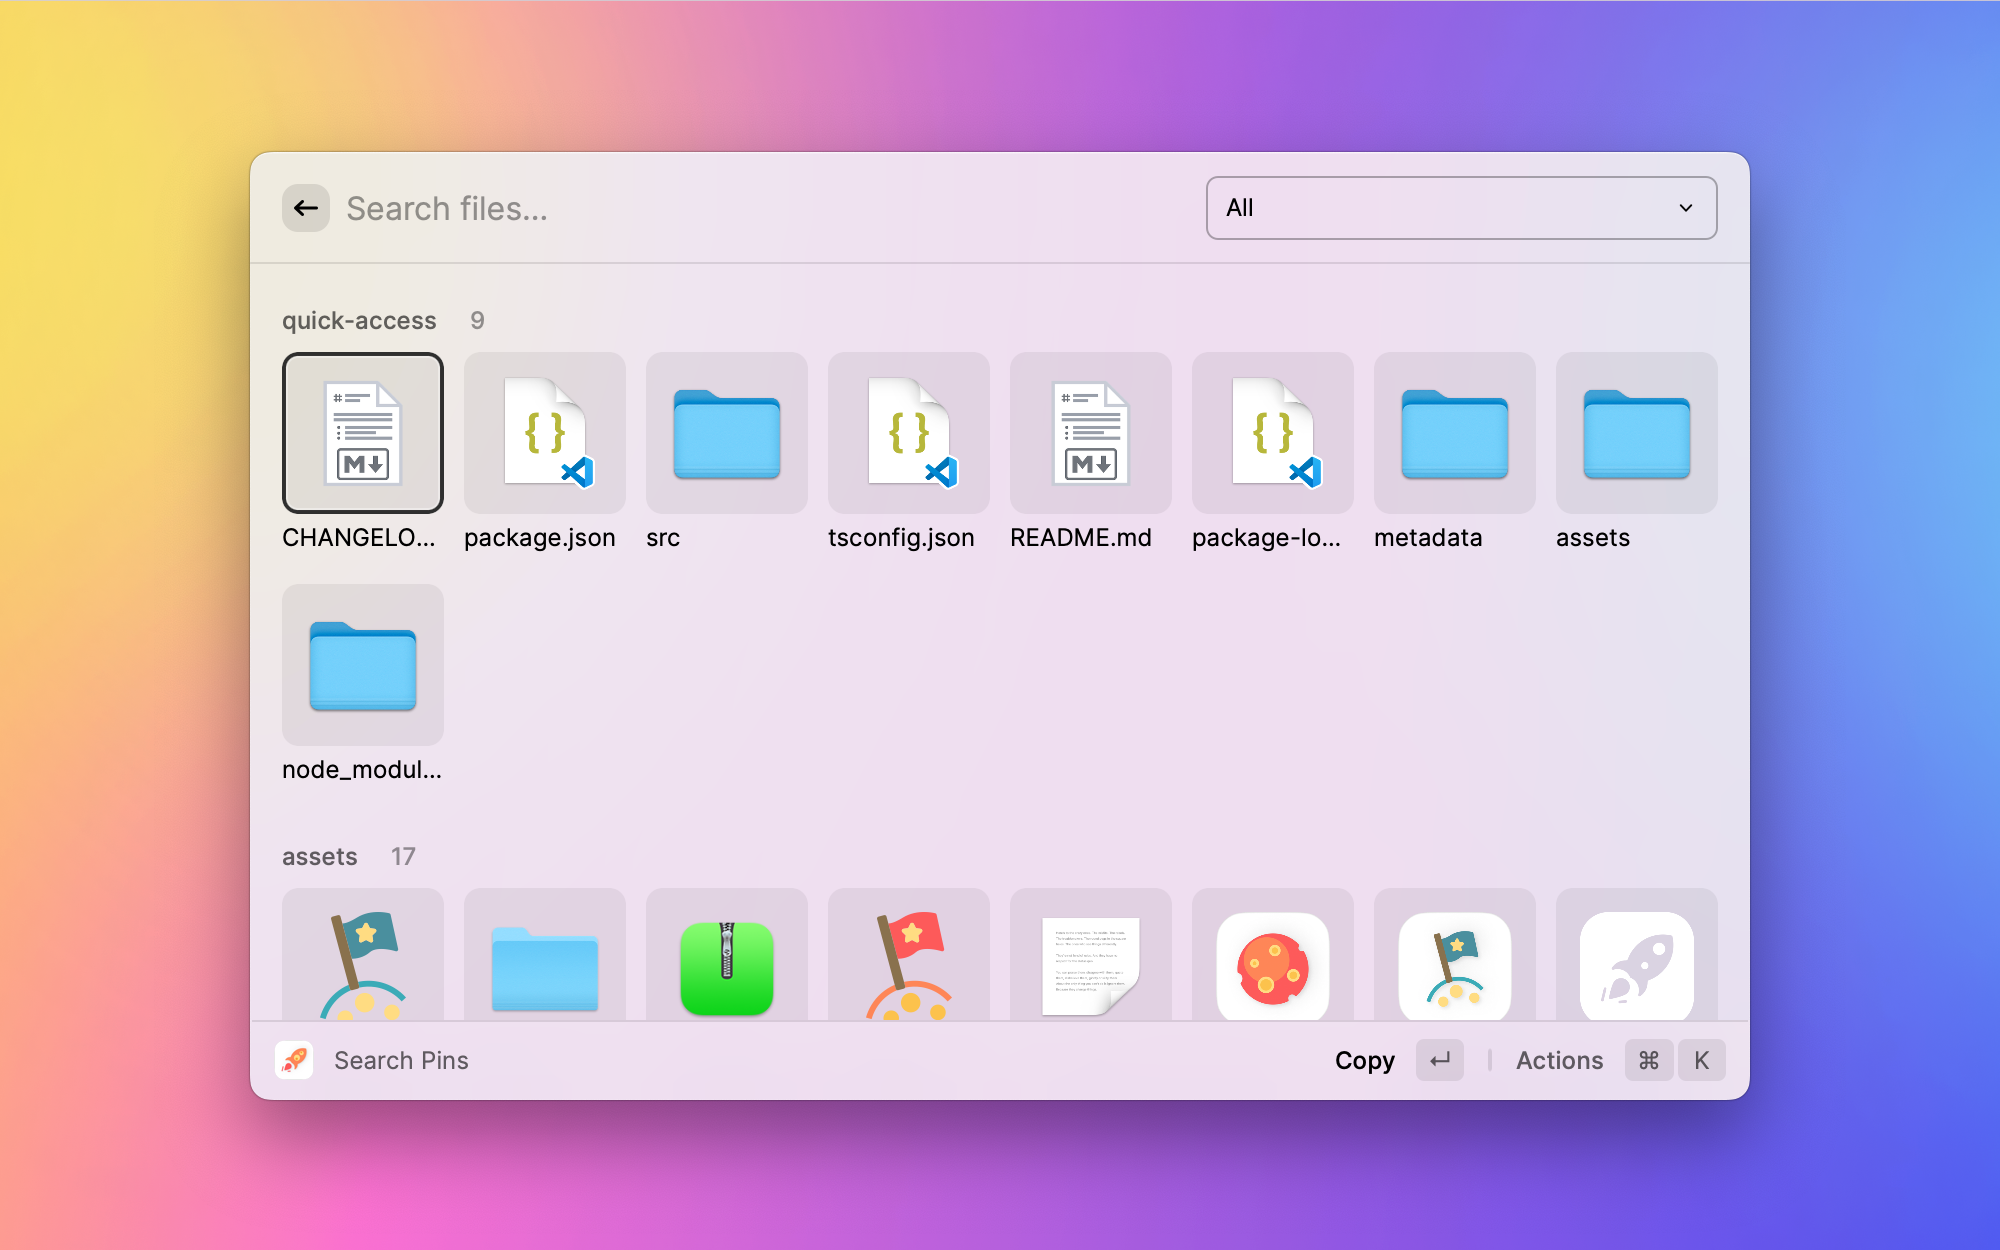 Search files...
All
quick-access 9
CHANGELO... package.json src tsconfig.json README.md package-lo... metadata assets
node_modul...
assets 17
Search Pins
Copy ↵ Actions ⌘ K